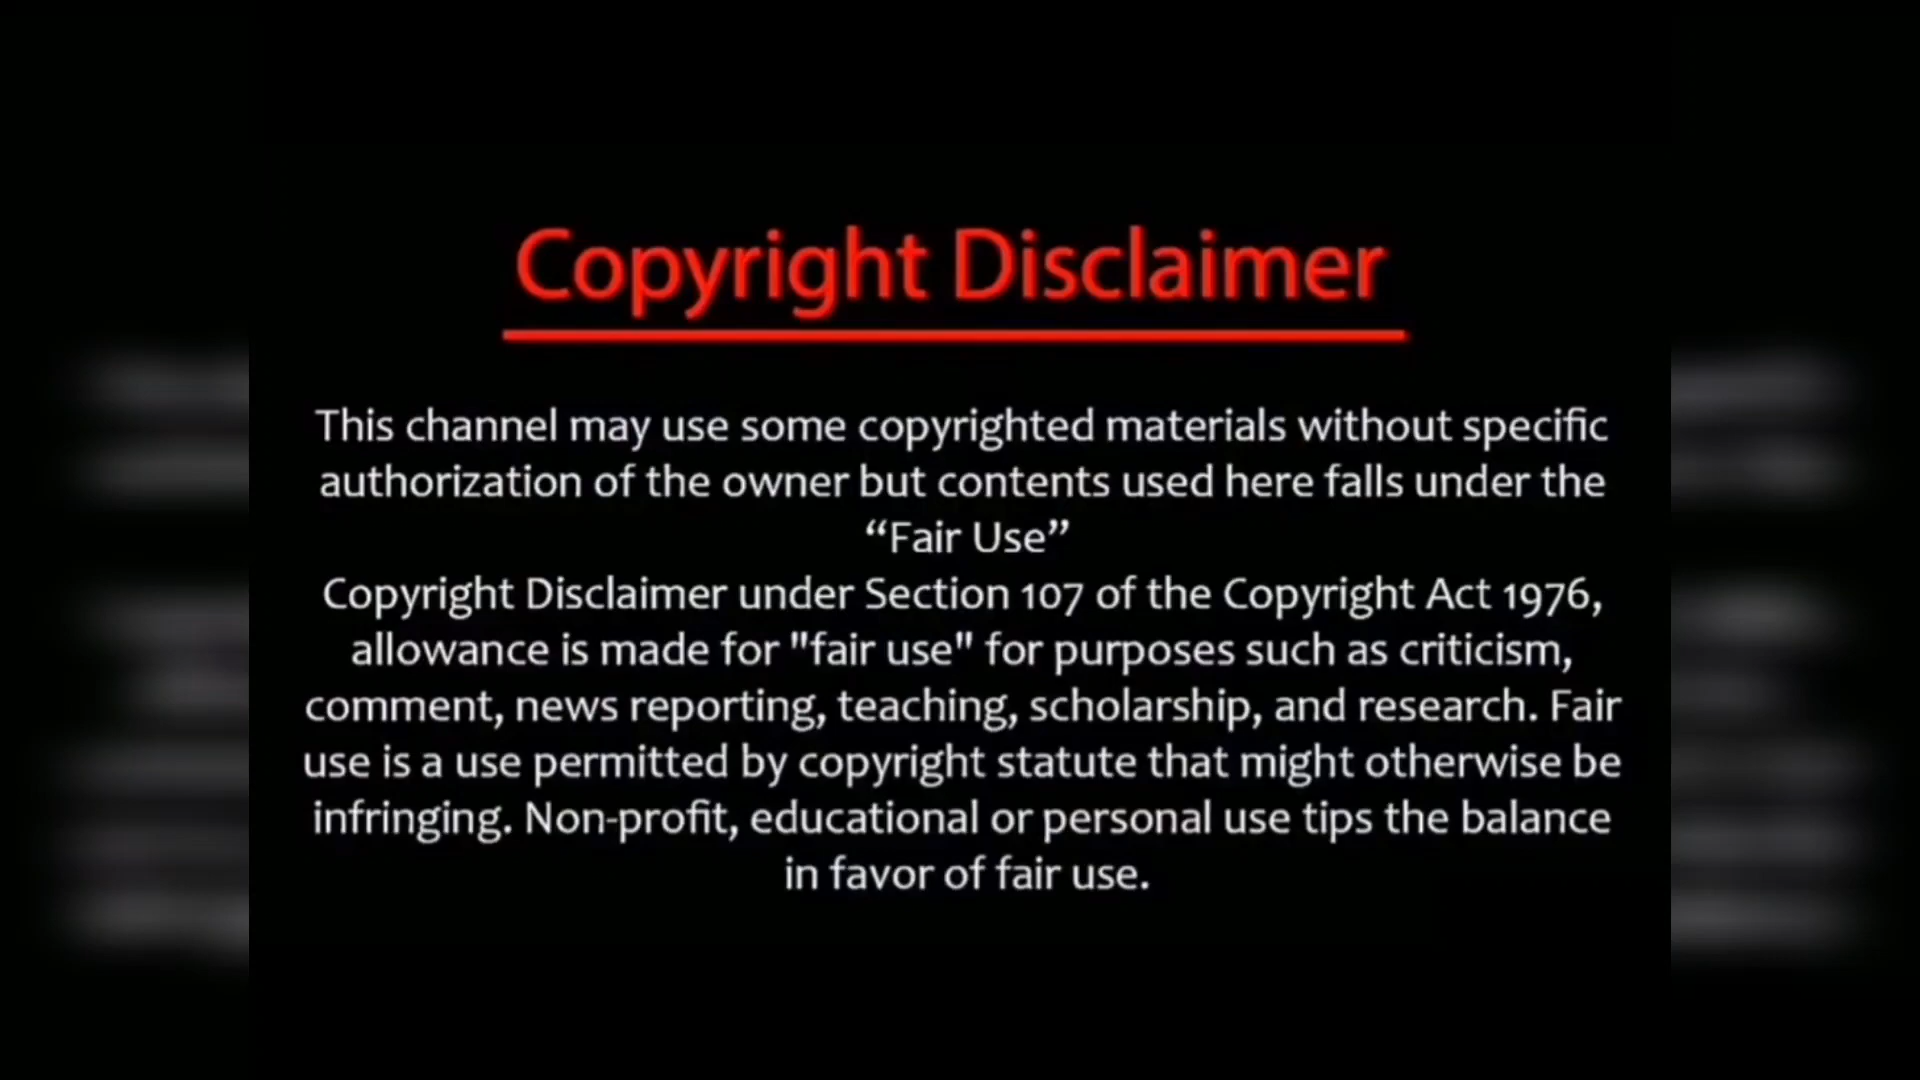 Copyright Disclaimer
This channel may use some copyrighted materials without specific
authorization of the owner but contents used here falls under the
“Fair Use”
Copyright Disclaimer under Section 107 of the Copyright Act 1976,
allowance is made for "fair use" for purposes such as criticism,
comment, news reporting, teaching, scholarship, and research. Fair
use is a use permitted by copyright statute that might otherwise be
infringing. Non-profit, educational or personal use tips the balance
in favor of fair use.